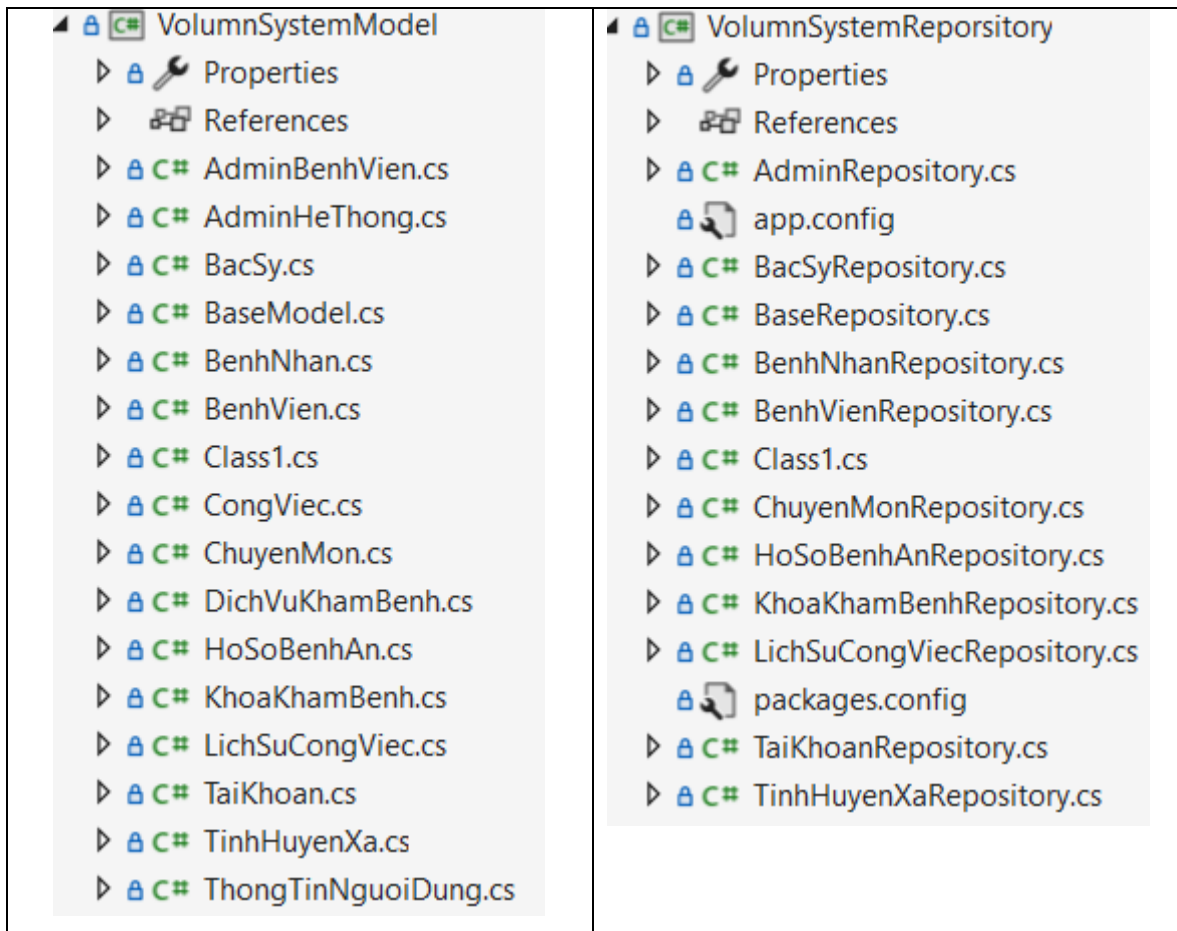 C# VolumnSystemModel
Properties
References
C# AdminBenhVien.cs
C# AdminHeThong.cs
C# BacSy.cs
C# BaseModel.cs
C# BenhNhan.cs
C# BenhVien.cs
C# Class1.cs
C# CongViec.cs
C# ChuyenMon.cs
C# DichVuKhamBenh.cs
C# HoSoBenhAn.cs
C# KhoaKhamBenh.cs
C# LichSuCongViec.cs
C# TaiKhoan.cs
C# TinhHuyenXa.cs
C# ThongTinNguoiDung.cs
C# VolumnSystemReporsitory
Properties
References
C# AdminRepository.cs
app.config
C# BacSyRepository.cs
C# BaseRepository.cs
C# BenhNhanRepository.cs
C# BenhVienRepository.cs
C# Class1.cs
C# ChuyenMonRepository.cs
C# HoSoBenhAnRepository.cs
C# KhoaKhamBenhRepository.cs
C# LichSuCongViecRepository.cs
packages.config
C# TaiKhoanRepository.cs
C# TinhHuyenXaRepository.cs